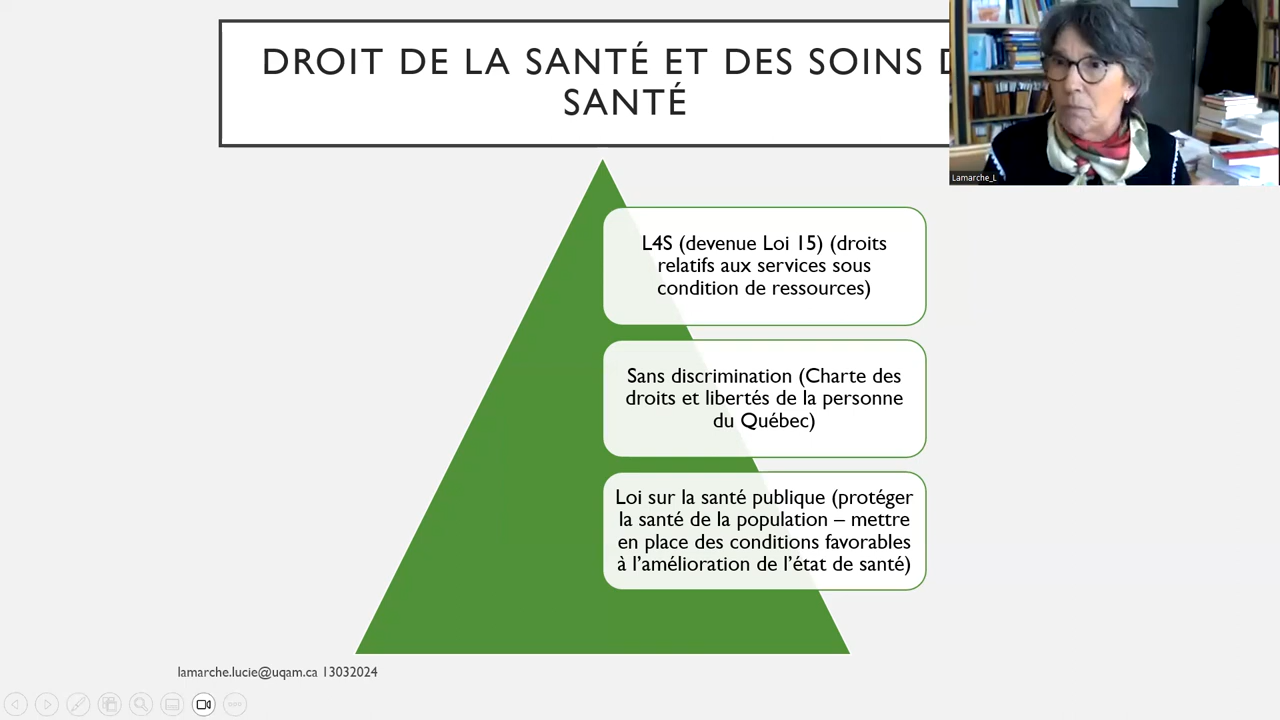 DROIT DE LA SANTÉ ET DES SOINS
SANTÉ
Lamarche_L
L4S (devenue Loi 15) (droits
relatifs aux services sous
condition de ressources)
Sans discrimination (Charte des
droits et libertés de la personne
du Québec)
Loi sur la santé publique (protéger
la santé de la population – mettre
en place des conditions favorables
à l'amélioration de l'état de santé)
lamarche.lucie@uqam.ca 13032024